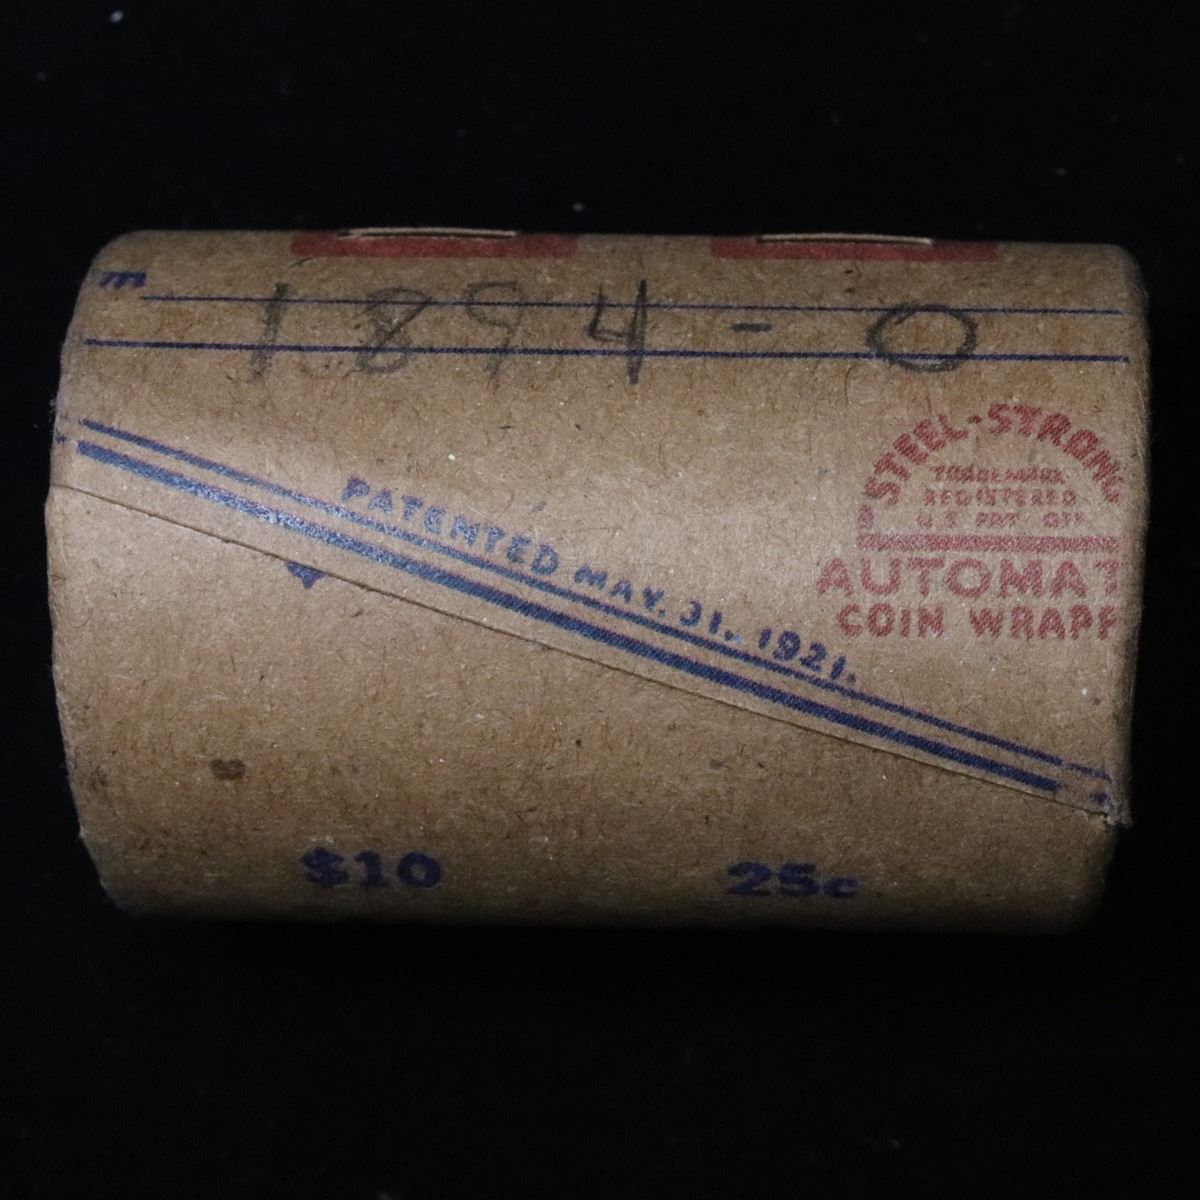 1894-O
PATENTED MAY. 31. 1921.
STEEL-STRONG
TRADEMARK
REGISTERED
U.S. PAT. OFF.
AUTOMAT
COIN WRAPP
$10 25c